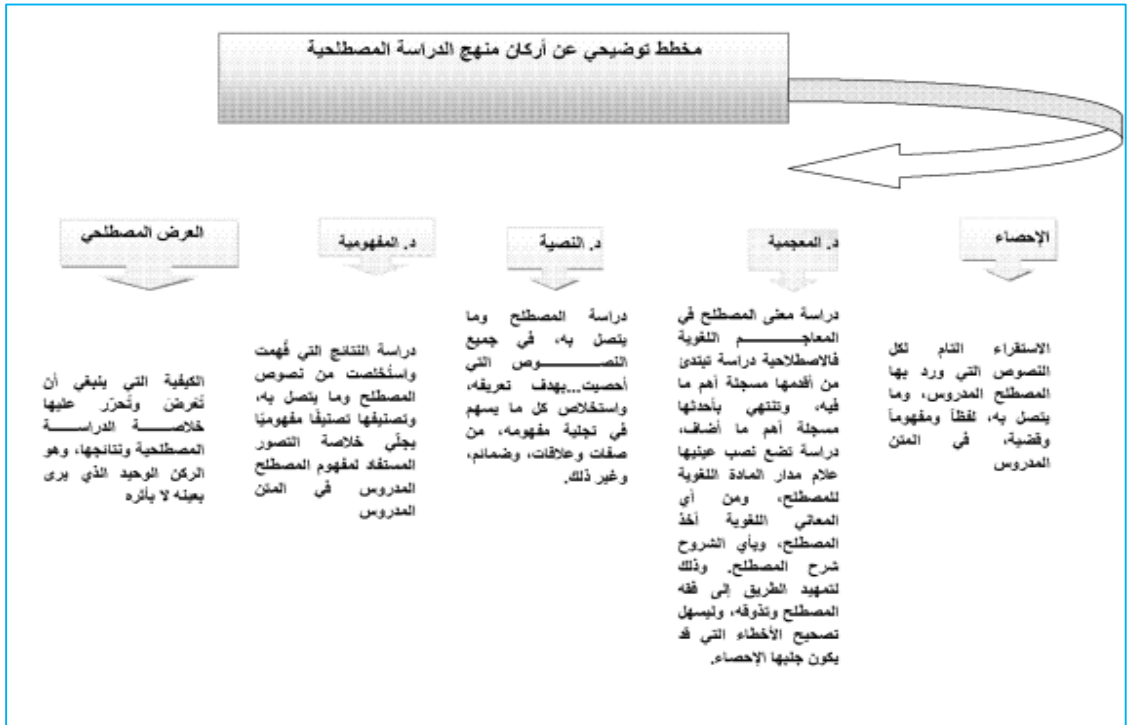 مخطط توضيحي عن أركان منهج الدراسة المصطلحية
الإحصاء
الاستقراء التام لكل
النصوص التي ورد بها
المصطلح المدروس، وما
يتصل به، لفظاً ومفهوماً
وقضية، في المتن
المدروس
د. المعجمية
دراسة معنى المصطلح في
المعاجم اللغوية
فالاصطلاحية دراسة تبتدئ
من أقدمها مسجلة أهم ما
فيه، وتنتهي بأحدثها
مسجلة أهم ما أضاف،
دراسة تضع نصب عينيها
علام مدار المادة اللغوية
للمصطلح، ومن أي
المعاني اللغوية أخذ
المصطلح، وبأي الشروح
شرح المصطلح. وذلك
لتمهيد الطريق إلى فقه
المصطلح وتذوقه، وليسهل
تصحيح الأخطاء التي قد
يكون جلبها الإحصاء.
د. النصية
دراسة المصطلح وما
يتصل به، في جميع
النصوص التي
أحصيت...بهدف تعريفه،
واستخلاص كل ما يسهم
في تجلية مفهومه، من
صفات وعلاقات، وضمائم،
وغير ذلك.
د. المفهومية
دراسة النتائج التي فُهمت
واستُخلصت من نصوص
المصطلح وما يتصل به،
وتصنيفها تصنيفًا مفهوميًا
يجلّي خلاصة التصور
المستفاد لمفهوم المصطلح
المدروس في المتن
المدروس
العرض المصطلحي
الكيفية التي ينبغي أن
تُعرض وتُحرّر عليها
خلاصة الدراسة
المصطلحية ونتائجها، وهو
الركن الوحيد الذي يرى
بعينه لا بأثره